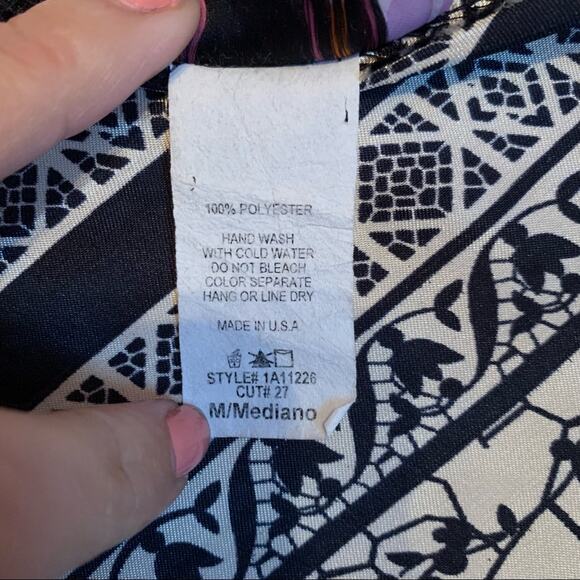 100% POLYESTER
HAND WASH
WITH COLD WATER
DO NOT BLEACH
COLOR SEPARATE
HANG OR LINE DRY
MADE IN U.S.A
STYLE# 1A11226
CUT# 27
M/Mediano